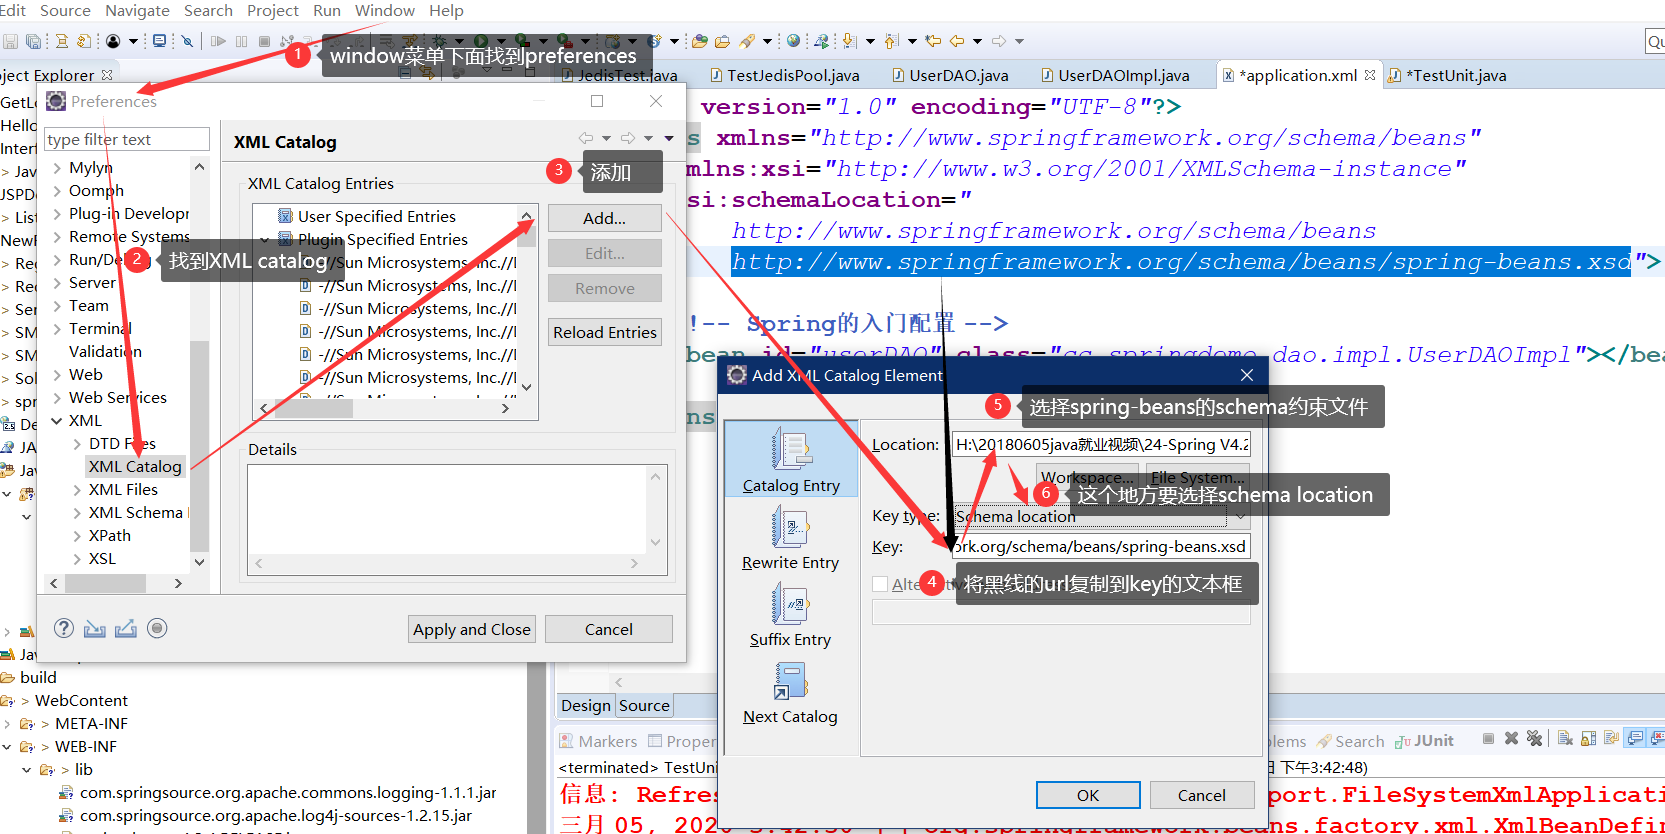 Edit Source Navigate Search Project Run Window Help
1 window菜单下面找到preferences
ject Explorer
JedisTest.java TestJedisPool.java UserDAO.java UserDAOImpl.java *application.xml *TestUnit.java
version="1.0" encoding="UTF-8"?>
s xmlns="http://www.springframework.org/schema/beans"
mlns:xsi="http://www.w3.org/2001/XMLSchema-instance"
si:schemaLocation="
http://www.springframework.org/schema/beans
http://www.springframework.org/schema/beans/spring-beans.xsd">
!-- Spring的入门配置 -->
bean id="userDAO" class="cc.springdemo.dao.impl.UserDAOImpl"></bea
ans
Preferences
type filter text
Mylyn
Oomph
Plug-in Developr
Remote Systems
Run/Debug
2 找到XML catalog
Server
Team
Terminal
Validation
Web
Web Services
XML
DTD Files
XML Catalog
XML Files
XML Schema
XPath
XSL
XML Catalog
3 添加
XML Catalog Entries
User Specified Entries
Plugin Specified Entries
-//Sun Microsystems, Inc.//
-//Sun Microsystems, Inc.//
-//Sun Microsystems, Inc.//
-//Sun Microsystems, Inc.//
-//Sun Microsystems, Inc.//
-//Sun Microsystems, Inc.//
Add...
Edit...
Remove
Reload Entries
Details
Apply and Close
Cancel
Add XML Catalog Element
5 选择spring-beans的schema约束文件
Catalog Entry
Rewrite Entry
Suffix Entry
Next Catalog
Location: H:\20180605java就业视频\24-Spring V4.2
Workspace... File System...
6 这个地方要选择schema location
Key type: Schema location
Key: ork.org/schema/beans/spring-beans.xsd
4 将黑线的url复制到key的文本框
OK
Cancel
build
WebContent
META-INF
WEB-INF
lib
com.springsource.org.apache.commons.logging-1.1.1.jar
com.springsource.org.apache.log4j-sources-1.2.15.jar
Design Source
Markers Proper blems Search JUnit
<terminated> TestUni 日 下午3:42:48)
信息: Refres port.FileSystemXmlApplicati
三月 05, 2020 3:42:50 org.springframework.beans.factory.xml.XmlBeanDefin